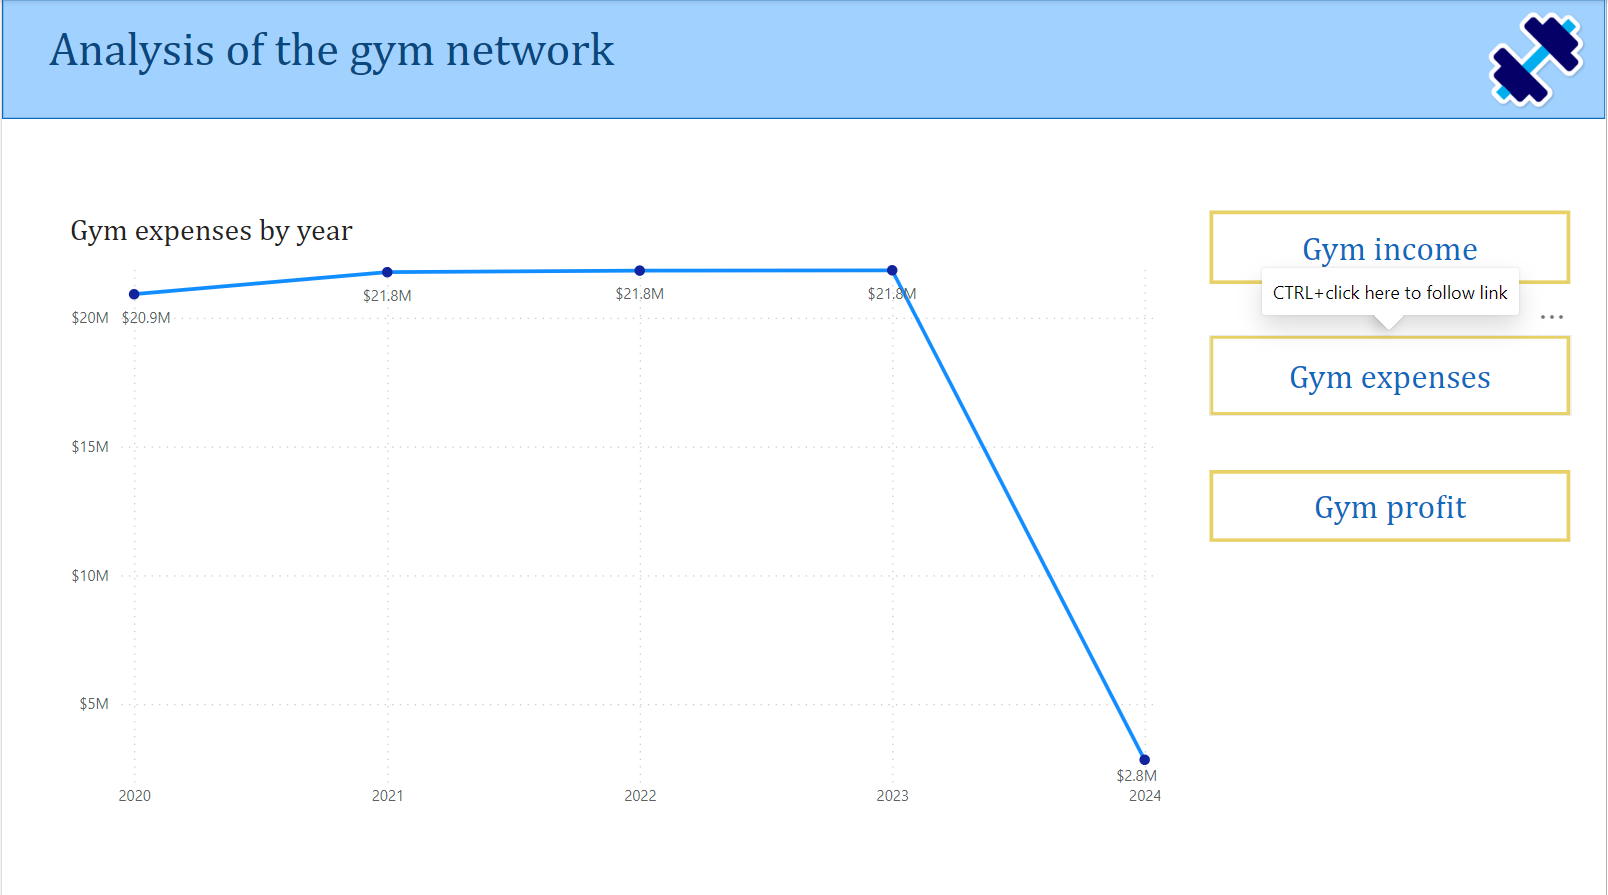 Analysis of the gym network
Gym expenses by year
$20M
$15M
$10M
$5M
$20.9M
$21.8M
$21.8M
$21.8M
$2.8M
2020
2021
2022
2023
2024
Gym income
CTRL+click here to follow link
...
Gym expenses
Gym profit